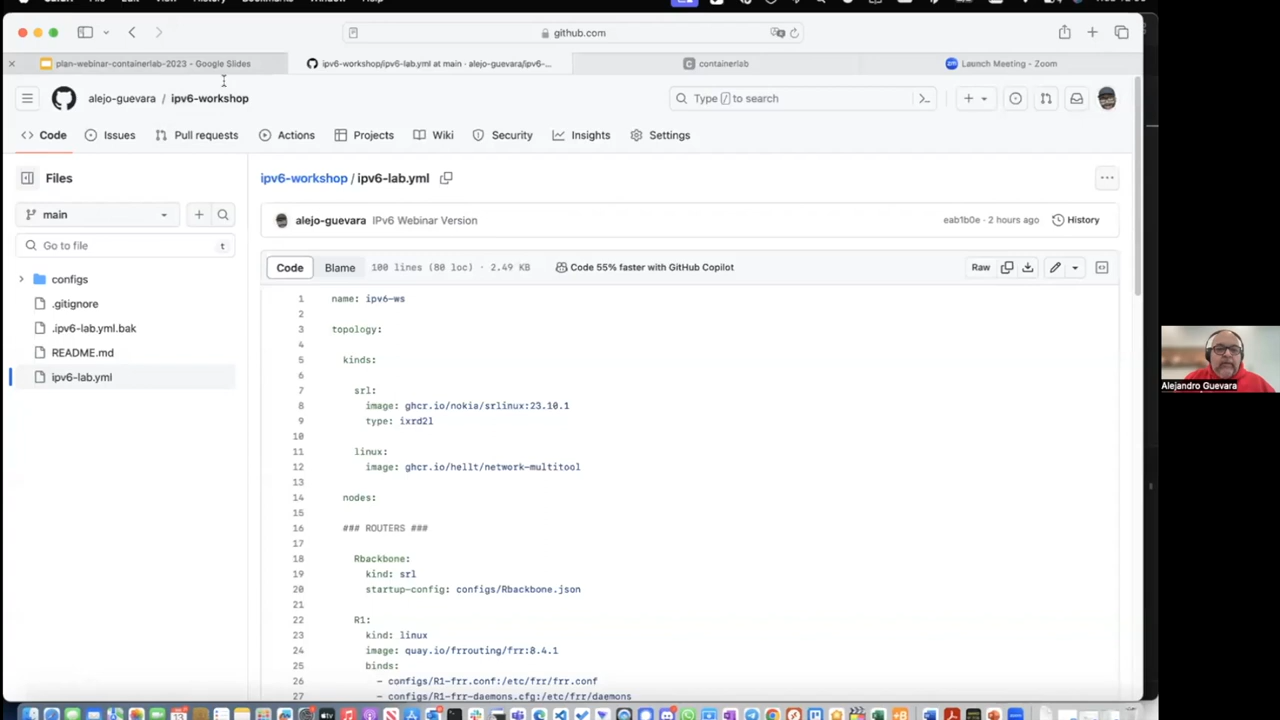 github.com
plan-webinar-containerlab-2023 - Google Slides
ipv6-workshop/ipv6-lab.yml at main · alejo-guevara/ipv6-...
containerlab
Launch Meeting - Zoom
alejo-guevara / ipv6-workshop
Type / to search
Code
Issues
Pull requests
Actions
Projects
Wiki
Security
Insights
Settings
Files
ipv6-workshop / ipv6-lab.yml
main
alejo-guevara IPv6 Webinar Version
eab1b0e · 2 hours ago
History
Go to file
t
Code
Blame
100 lines (80 loc) · 2.49 KB
Code 55% faster with GitHub Copilot
Raw
configs
.gitignore
.ipv6-lab.yml.bak
README.md
ipv6-lab.yml
1 name: ipv6-ws
2
3 topology:
4
5 kinds:
6
7 srl:
8 image: ghcr.io/nokia/srlinux:23.10.1
9 type: ixrd2l
10
11 linux:
12 image: ghcr.io/hellt/network-multitool
13
14 nodes:
15
16 ### ROUTERS ###
17
18 Rbackbone:
19 kind: srl
20 startup-config: configs/Rbackbone.json
21
22 R1:
23 kind: linux
24 image: quay.io/frrouting/frr:8.4.1
25 binds:
26 - configs/R1-frr.conf:/etc/frr/frr.conf
27 - configs/R1-frr-daemons.cfg:/etc/frr/daemons
Alejandro Guevara